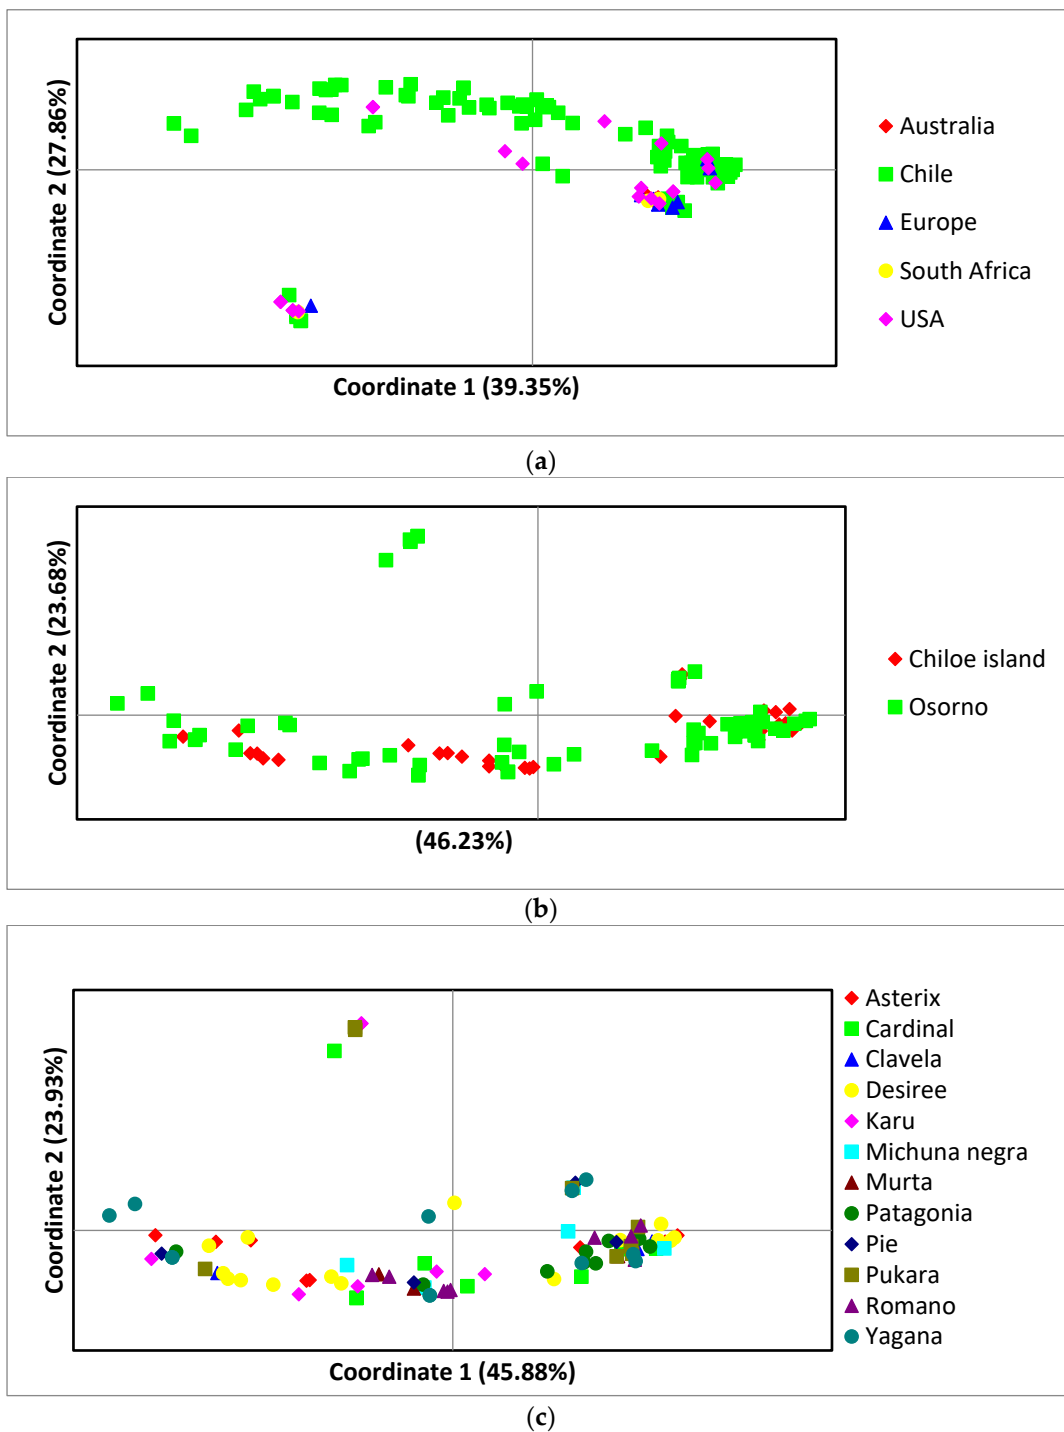 Coordinate 2 (27.86%)
Australia
Chile
Europe
South Africa
USA
Coordinate 1 (39.35%)
(a)
Coordinate 2 (23.68%)
Chiloe island
Osorno
(46.23%)
(b)
Coordinate 2 (23.93%)
Asterix
Cardinal
Clavela
Desiree
Karu
Michuna negra
Murta
Patagonia
Pie
Pukara
Romano
Yagana
Coordinate 1 (45.88%)
(c)